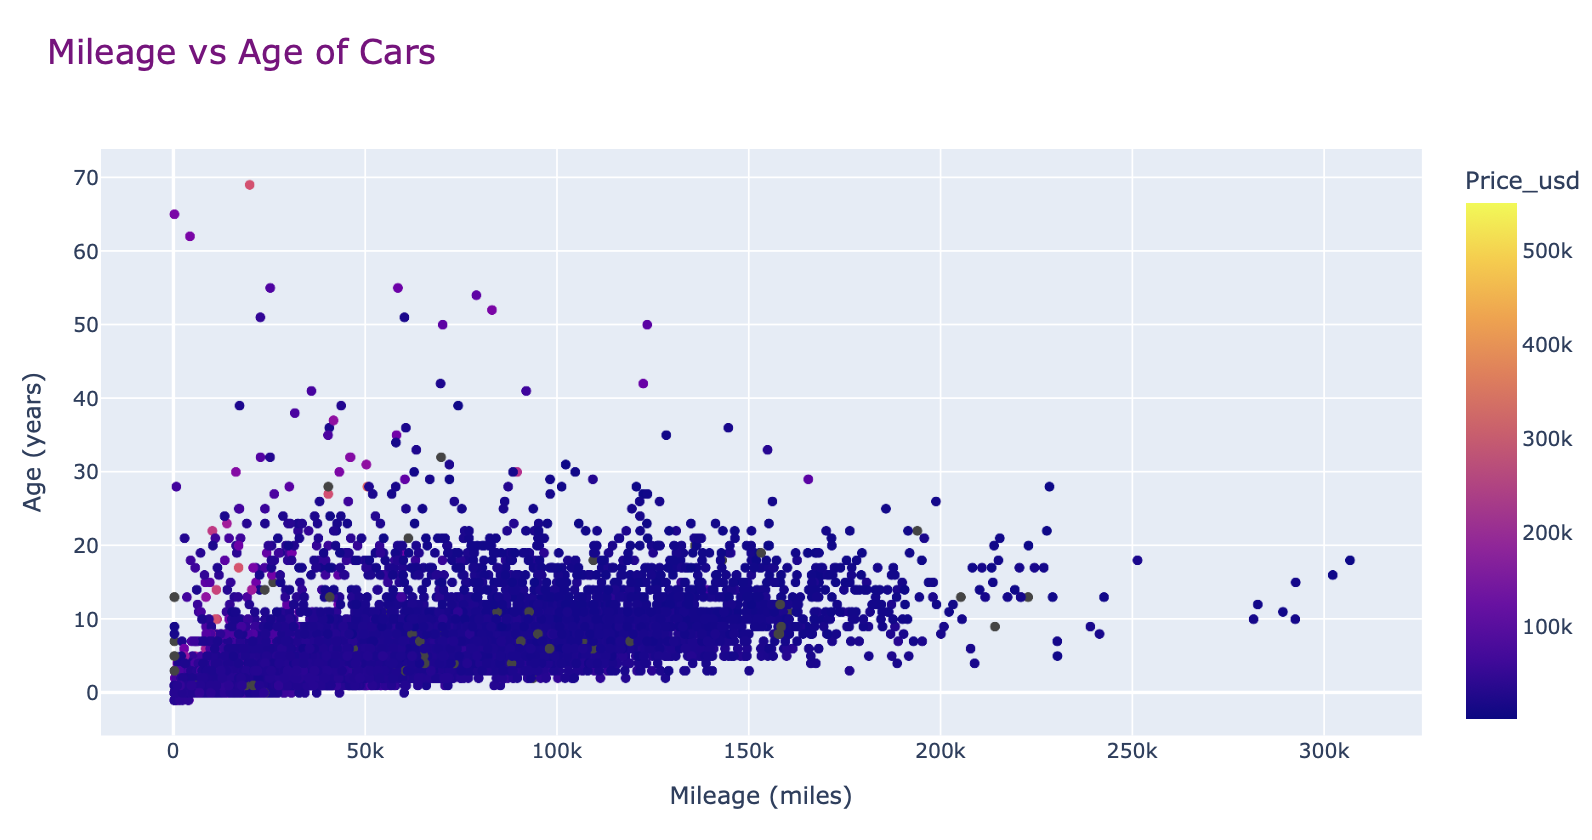 Mileage vs Age of Cars
Price_usd
70
60
50
40
30
20
10
0
Age (years)
500k
400k
300k
200k
100k
0
50k
100k
150k
200k
250k
300k
Mileage (miles)